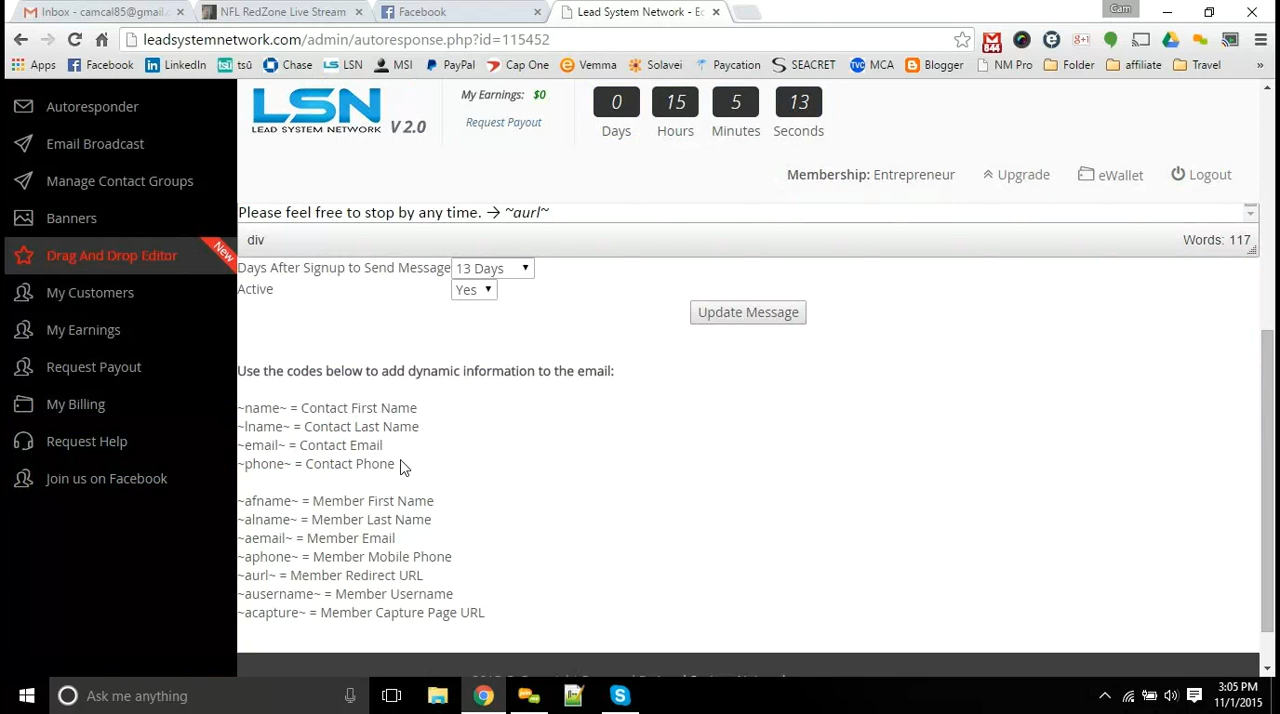 Inbox - camcal85@gmail.
NFL RedZone Live Stream
Facebook
Lead System Network - Ec
Cam
leadsystemnetwork.com/admin/autoresponse.php?id=115452
844
Apps
Facebook
LinkedIn
tsū
Chase
LSN
MSI
PayPal
Cap One
Vemma
Solavei
Paycation
SEACRET
MCA
Blogger
NM Pro
Folder
affiliate
Travel
»
Autoresponder
Email Broadcast
Manage Contact Groups
Banners
Drag And Drop Editor
New
My Customers
My Earnings
Request Payout
My Billing
Request Help
Join us on Facebook
LSN
LEAD SYSTEM NETWORK
V 2.0
My Earnings: $0
Request Payout
0 15 5 13
Days Hours Minutes Seconds
Membership: Entrepreneur
Upgrade
eWallet
Logout
Please feel free to stop by any time. → ~aurl~
div
Words: 117
Days After Signup to Send Message 13 Days
Active Yes
Update Message
Use the codes below to add dynamic information to the email:
~name~ = Contact First Name
~lname~ = Contact Last Name
~email~ = Contact Email
~phone~ = Contact Phone
~afname~ = Member First Name
~alname~ = Member Last Name
~aemail~ = Member Email
~aphone~ = Member Mobile Phone
~aurl~ = Member Redirect URL
~ausername~ = Member Username
~acapture~ = Member Capture Page URL
Ask me anything
3:05 PM
11/1/2015